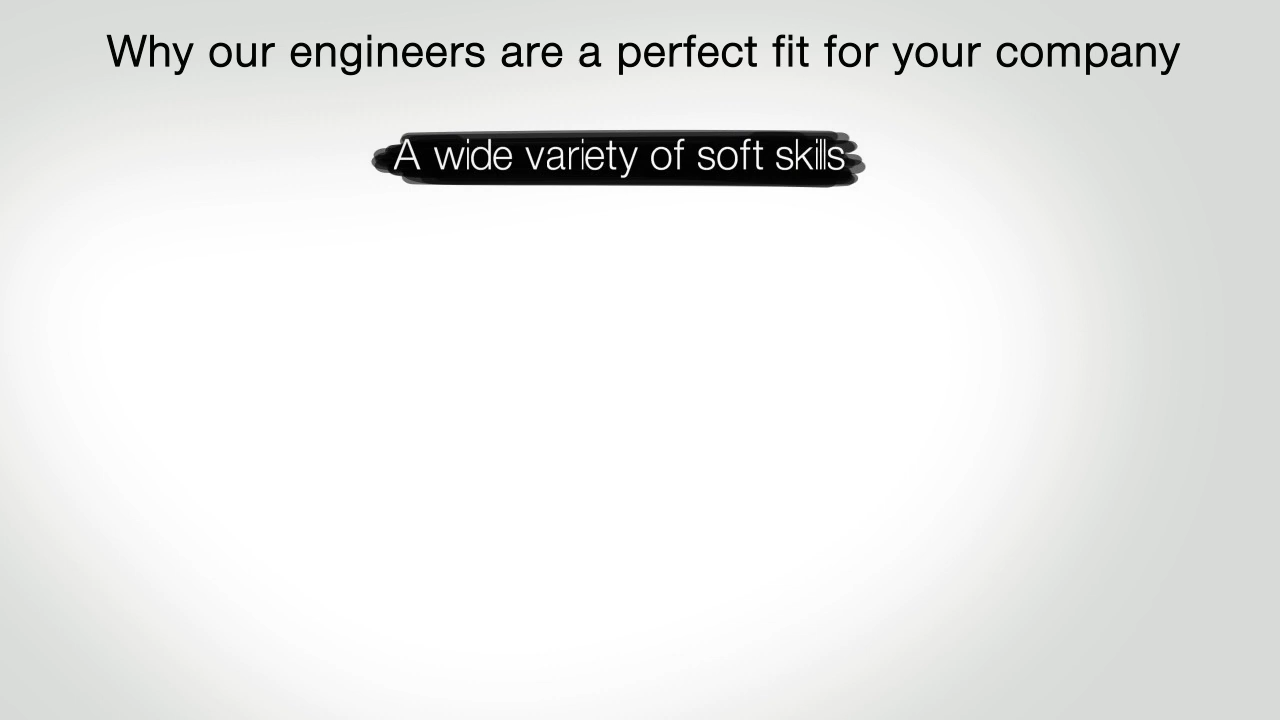 Why our engineers are a perfect fit for your company
A wide variety of soft skills